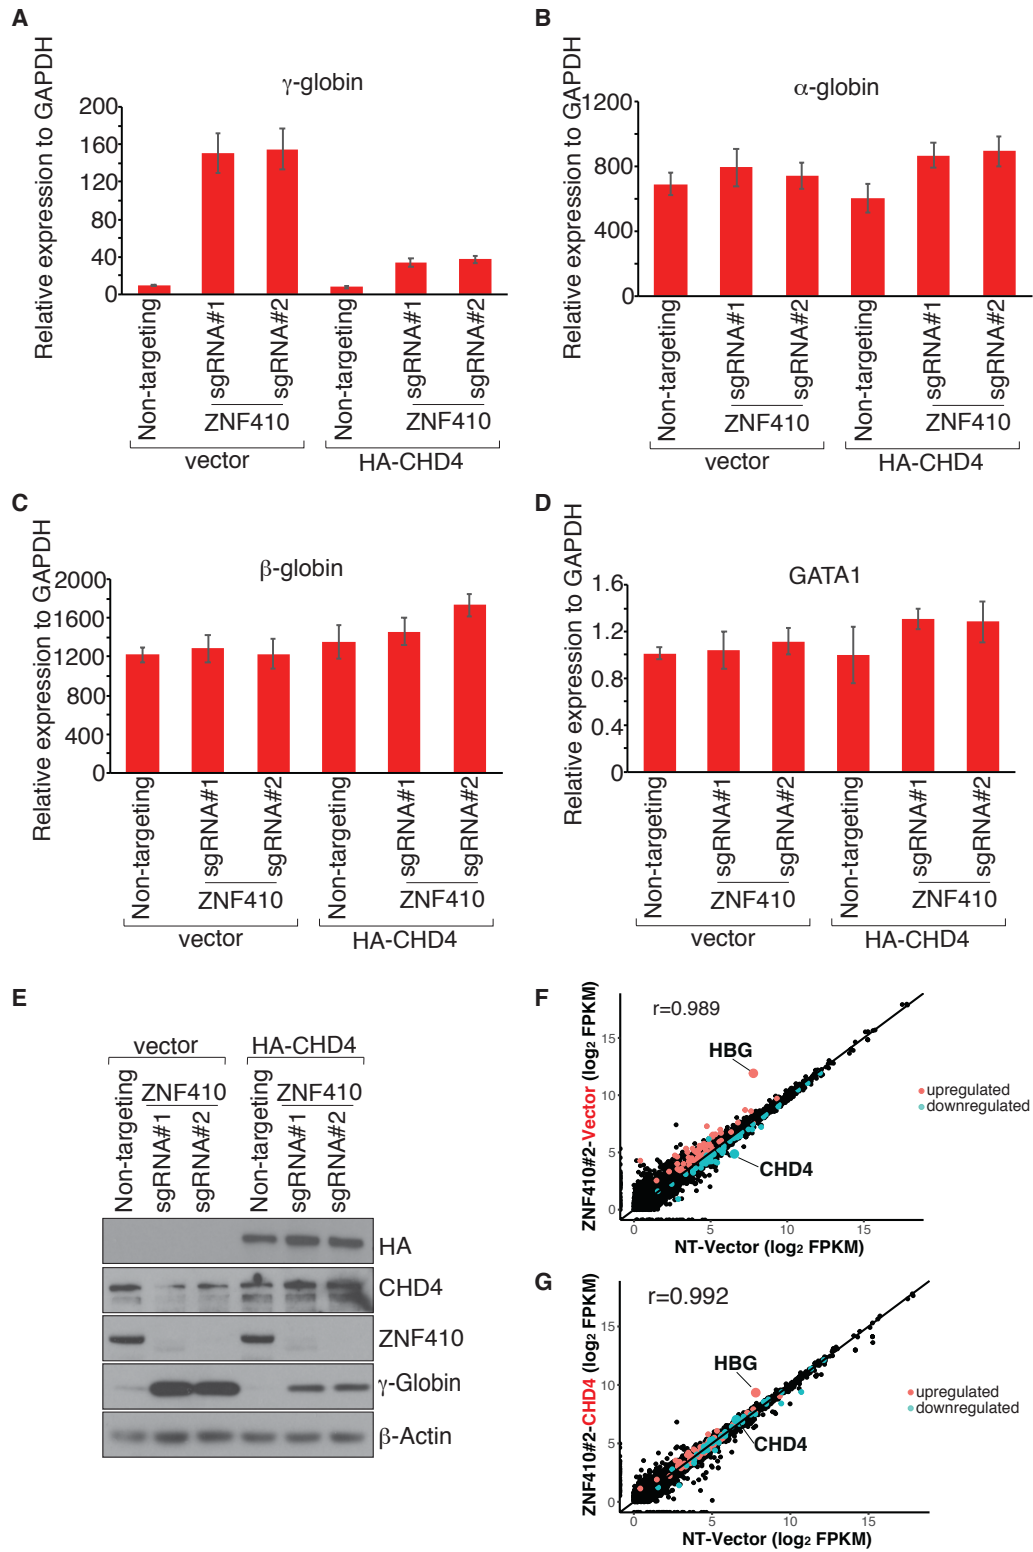 A
γ-globin
Relative expression to GAPDH
200
160
120
80
40
0
Non-targeting
sgRNA#1
sgRNA#2
Non-targeting
sgRNA#1
sgRNA#2
ZNF410
ZNF410
vector
HA-CHD4
B
α-globin
Relative expression to GAPDH
1200
800
400
0
Non-targeting
sgRNA#1
sgRNA#2
Non-targeting
sgRNA#1
sgRNA#2
ZNF410
ZNF410
vector
HA-CHD4
C
β-globin
Relative expression to GAPDH
2000
1600
1200
800
400
0
Non-targeting
sgRNA#1
sgRNA#2
Non-targeting
sgRNA#1
sgRNA#2
ZNF410
ZNF410
vector
HA-CHD4
D
GATA1
Relative expression to GAPDH
1.6
1.2
0.8
0.4
0
Non-targeting
sgRNA#1
sgRNA#2
Non-targeting
sgRNA#1
sgRNA#2
ZNF410
ZNF410
vector
HA-CHD4
E
vector
HA-CHD4
ZNF410
ZNF410
Non-targeting
sgRNA#1
sgRNA#2
Non-targeting
sgRNA#1
sgRNA#2
HA
CHD4
ZNF410
γ-Globin
β-Actin
F
r=0.989
ZNF410#2-Vector (log₂ FPKM)
15
10
5
0
HBG
CHD4
upregulated
downregulated
0 5 10 15
NT-Vector (log₂ FPKM)
G
r=0.992
ZNF410#2-CHD4 (log₂ FPKM)
15
10
5
0
HBG
CHD4
upregulated
downregulated
0 5 10 15
NT-Vector (log₂ FPKM)